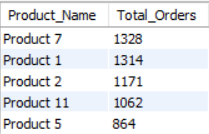 Product_Name Total_Orders
Product 7 1328
Product 1 1314
Product 2 1171
Product 11 1062
Product 5 864